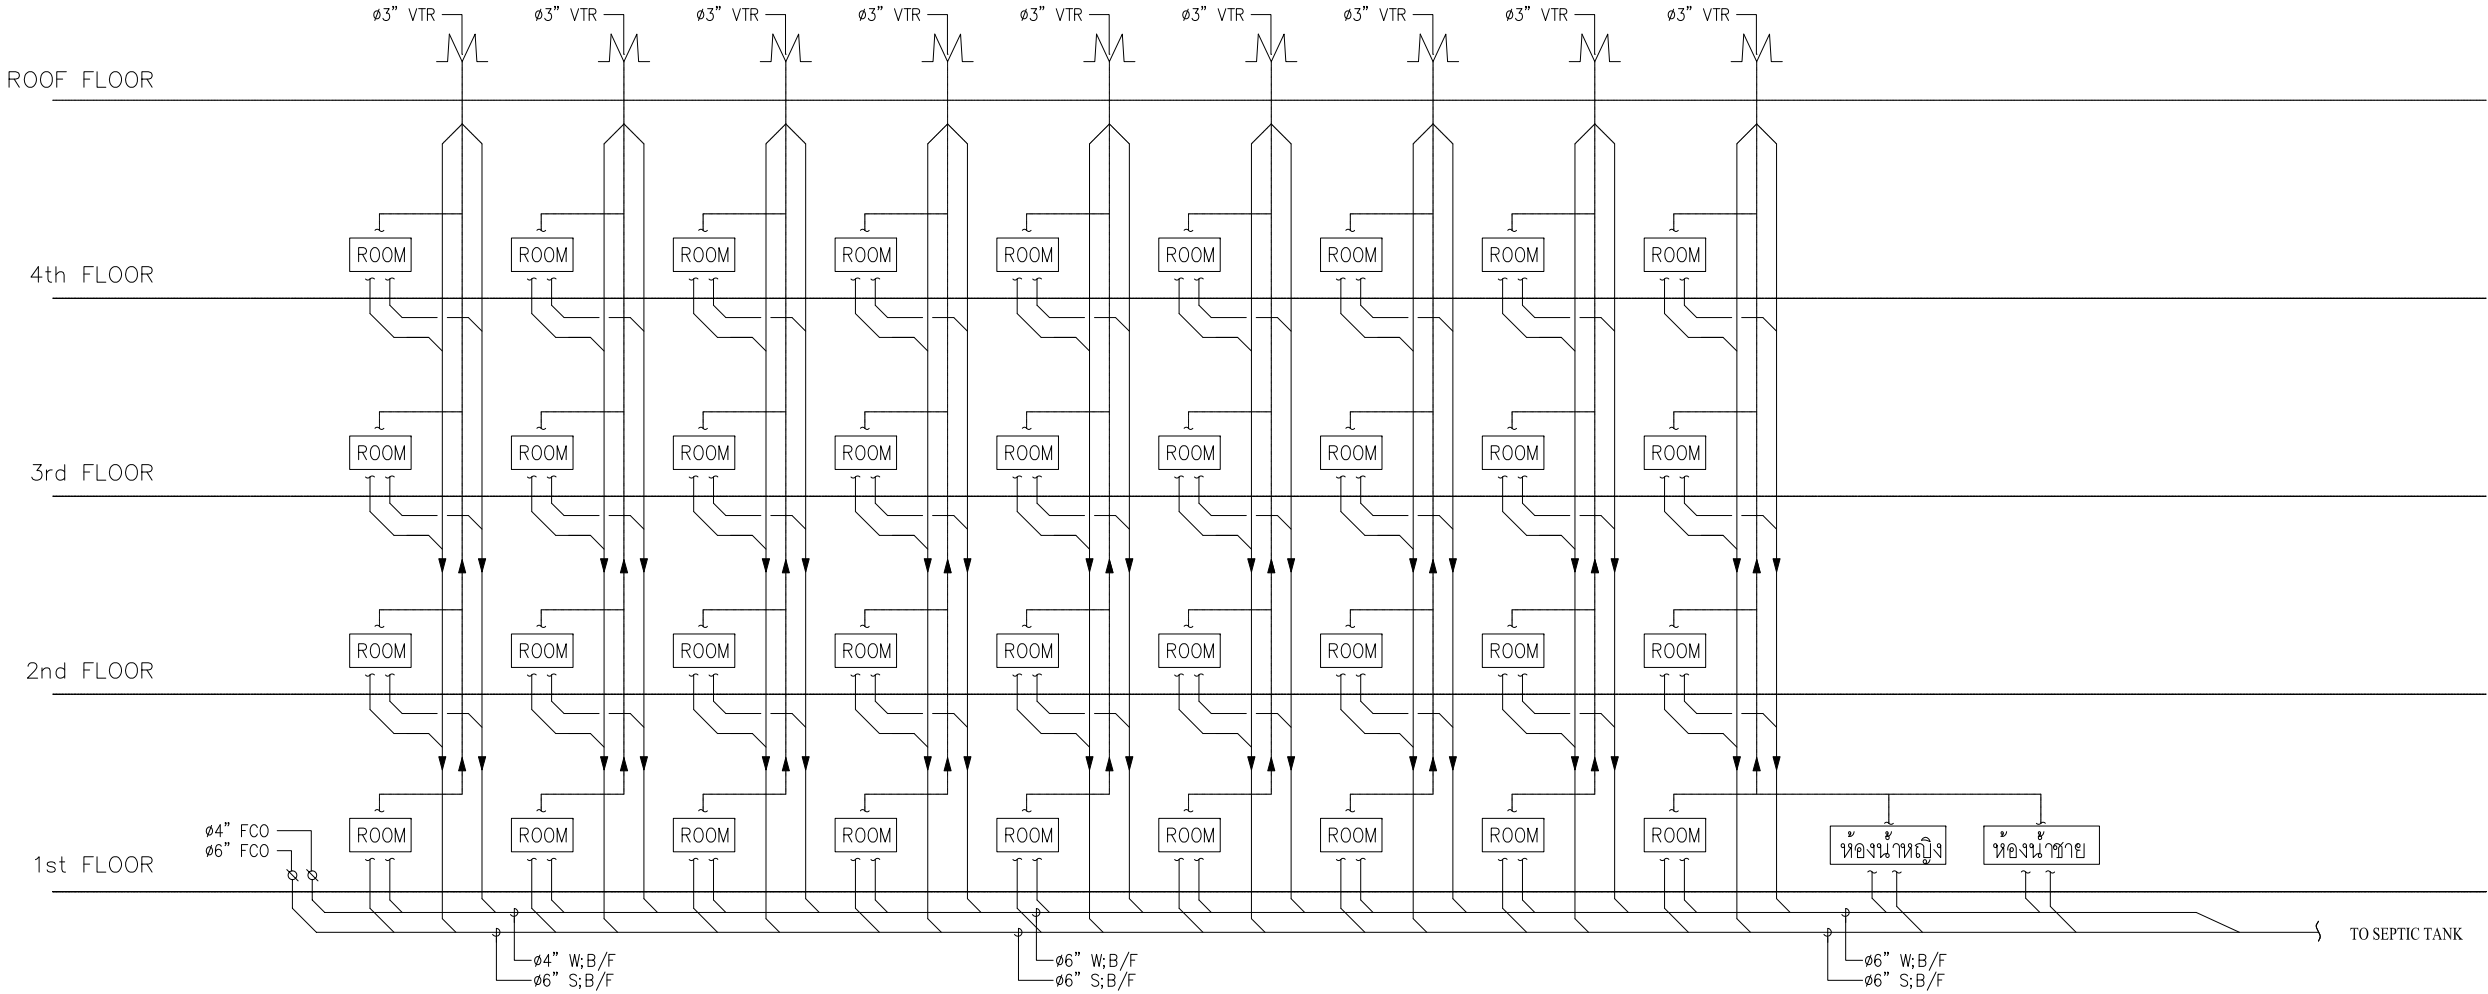 ø3” VTR ø3” VTR ø3” VTR ø3” VTR ø3” VTR ø3” VTR ø3” VTR ø3” VTR ø3” VTR
ROOF FLOOR
ROOM ROOM ROOM ROOM ROOM ROOM ROOM ROOM ROOM
4th FLOOR
ROOM ROOM ROOM ROOM ROOM ROOM ROOM ROOM ROOM
3rd FLOOR
ROOM ROOM ROOM ROOM ROOM ROOM ROOM ROOM ROOM
2nd FLOOR
ø4” FCO
ROOM ROOM ROOM ROOM ROOM ROOM ROOM ROOM ROOM ห้องน้ำหญิง ห้องน้ำชาย
ø6” FCO
1st FLOOR
TO SEPTIC TANK
ø4” W;B/F ø6” W;B/F ø6” W;B/F
ø6” S;B/F ø6” S;B/F ø6” S;B/F